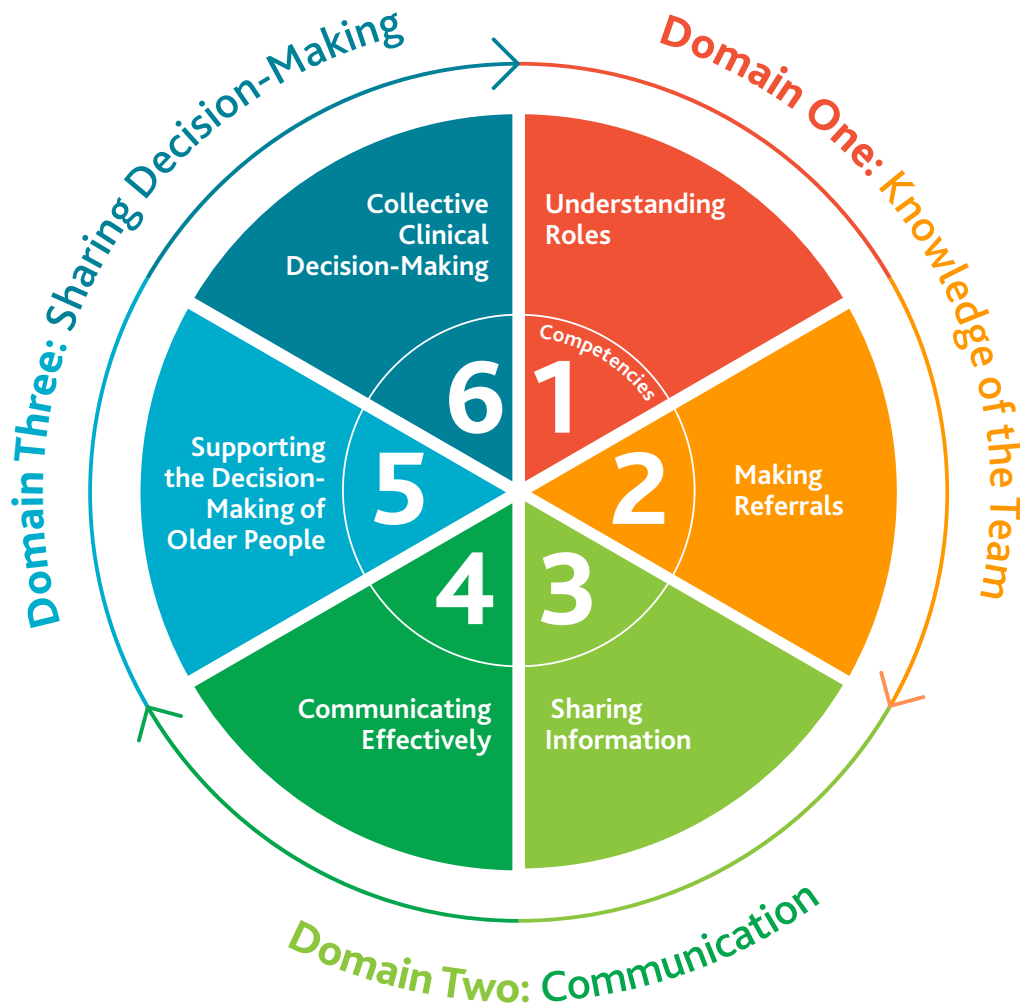 Domain One: Knowledge of the Team
Understanding
Roles
Competencies
1
2
Making
Referrals
3
Sharing
Information
Domain Two: Communication
4
Communicating
Effectively
Domain Three: Sharing Decision-Making
5
Supporting
the Decision-
Making of
Older People
6
Collective
Clinical
Decision-Making